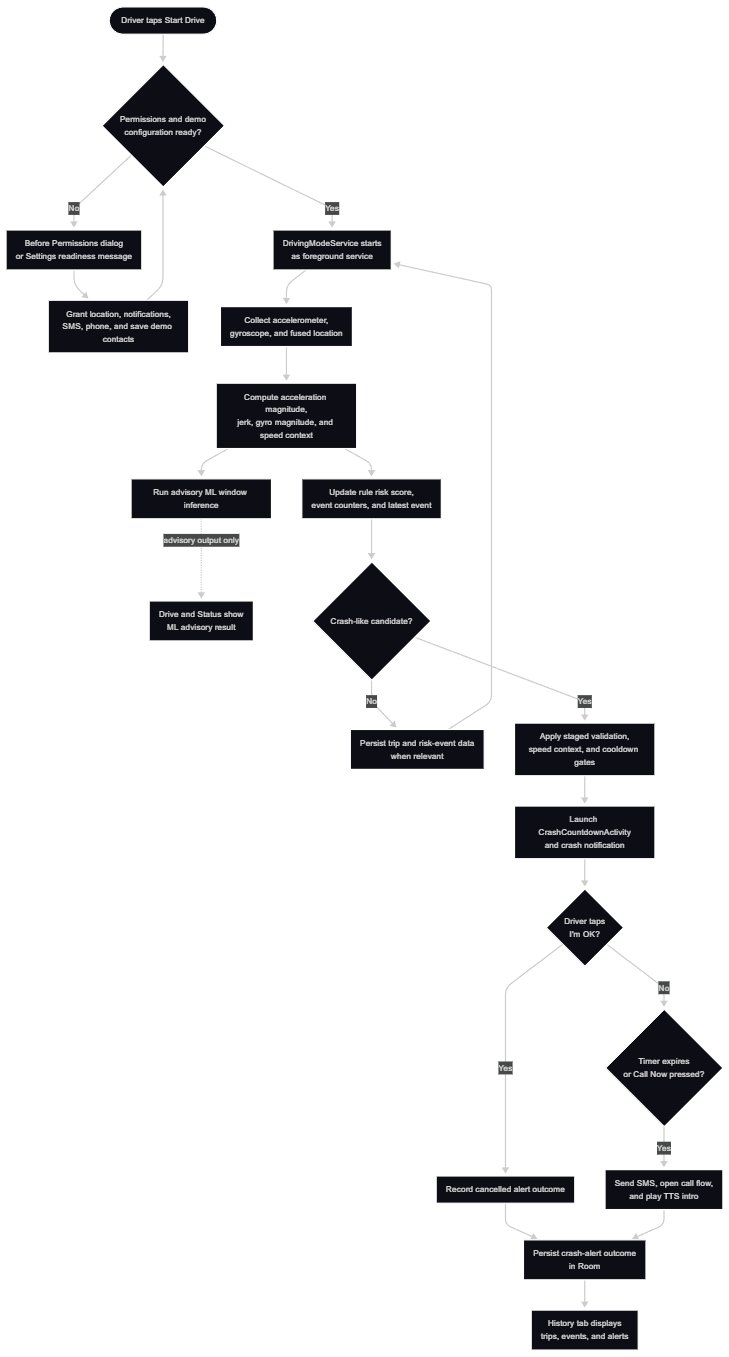 Driver taps Start Drive
Permissions and demo
configuration ready?
No
Yes
Before Permissions dialog
or Settings readiness message
DrivingModeService starts
as foreground service
Grant location, notifications,
SMS, phone, and save demo
contacts
Collect accelerometer,
gyroscope, and fused location
Compute acceleration
magnitude,
jerk, gyro magnitude, and
speed context
Run advisory ML window
inference
Update rule risk score,
event counters, and latest event
advisory output only
Drive and Status show
ML advisory result
Crash-like candidate?
No
Yes
Persist trip and risk-event data
when relevant
Apply staged validation,
speed context, and cooldown
gates
Launch
CrashCountdownActivity
and crash notification
Driver taps
I'm OK?
No
Timer expires
or Call Now pressed?
Yes
Yes
Record cancelled alert outcome
Send SMS, open call flow,
and play TTS intro
Persist crash-alert outcome
in Room
History tab displays
trips, events, and alerts